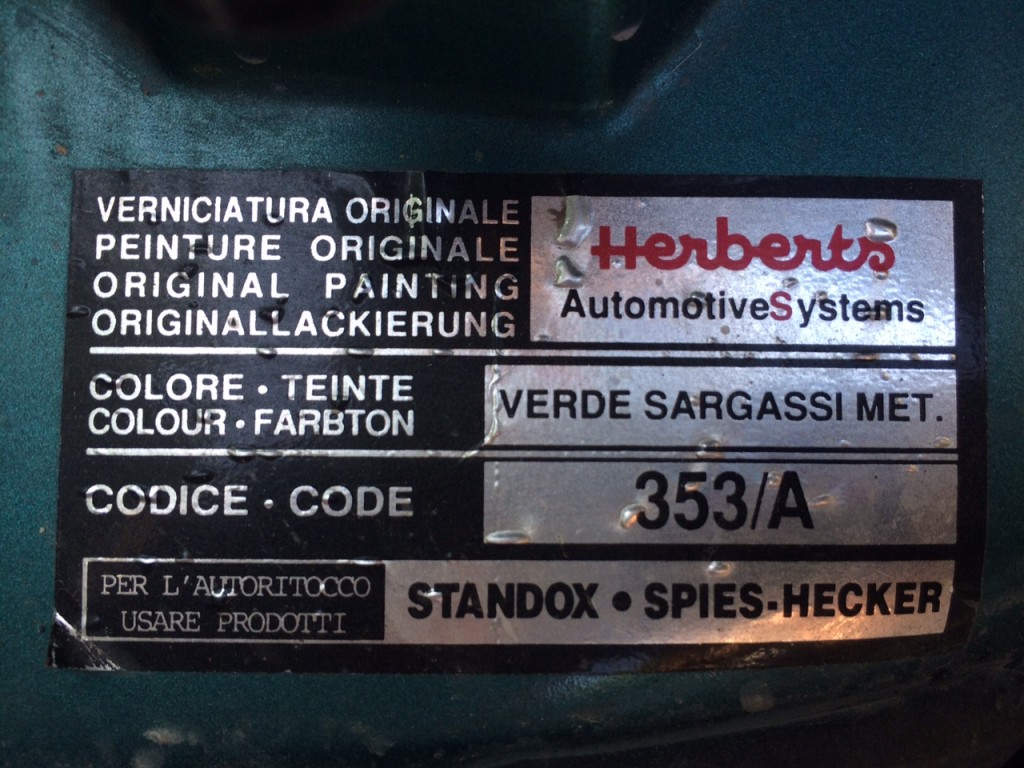 VERNICIATURA ORIGINALE
PEINTURE ORIGINALE
ORIGINAL PAINTING
ORIGINALLACKIERUNG
Herberts
AutomotiveSystems
COLORE • TEINTE
COLOUR • FARBTON
VERDE SARGASSI MET.
CODICE • CODE
353/A
PER L'AUTORITOCCO
USARE PRODOTTI
STANDOX • SPIES-HECKER